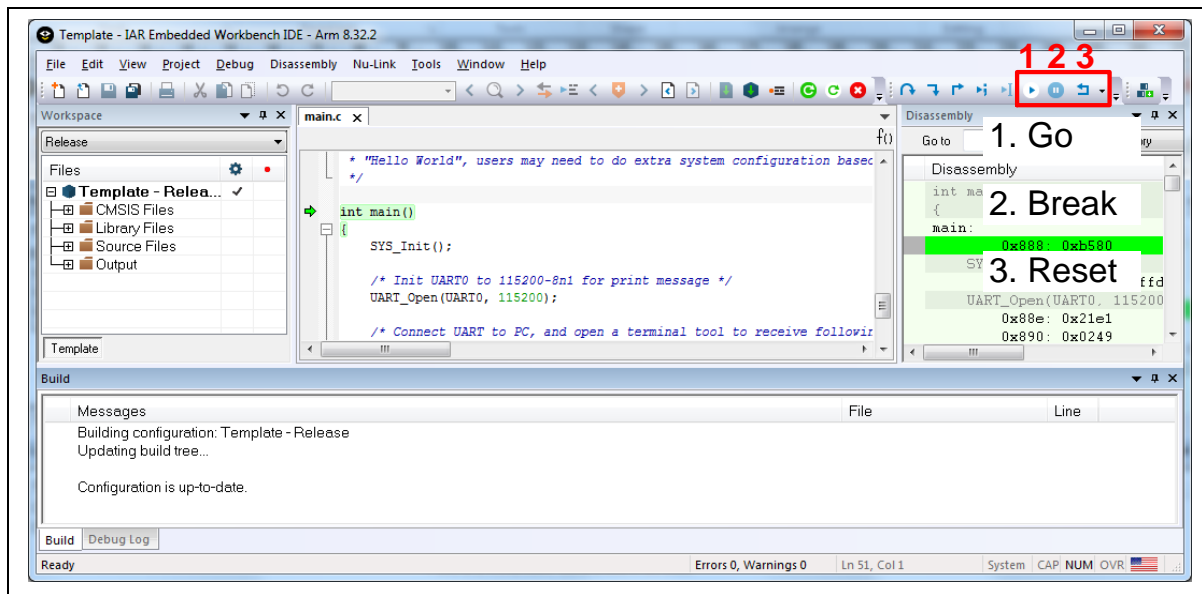 Template - IAR Embedded Workbench IDE - Arm 8.32.2
File Edit View Project Debug Disassembly Nu-Link Tools Window Help
1 2 3
Workspace
main.c
Disassembly
Release
f()
Go to
Files
Disassembly
Template - Relea...
CMSIS Files
Library Files
Source Files
Output
Template
* "Hello World", users may need to do extra system configuration based
*/
int main()
{
SYS_Init();
/* Init UART0 to 115200-8n1 for print message */
UART_Open(UART0, 115200);
/* Connect UART to PC, and open a terminal tool to receive followin
1. Go
int ma
{
2. Break
main:
0x888: 0xb580
SY
3. Reset
ffd
UART_Open(UART0, 115200
0x88e: 0x21e1
0x890: 0x0249
Build
Messages File Line
Building configuration: Template - Release
Updating build tree...
Configuration is up-to-date.
Build Debug Log
Ready Errors 0, Warnings 0 Ln 51, Col 1 System CAP NUM OVR